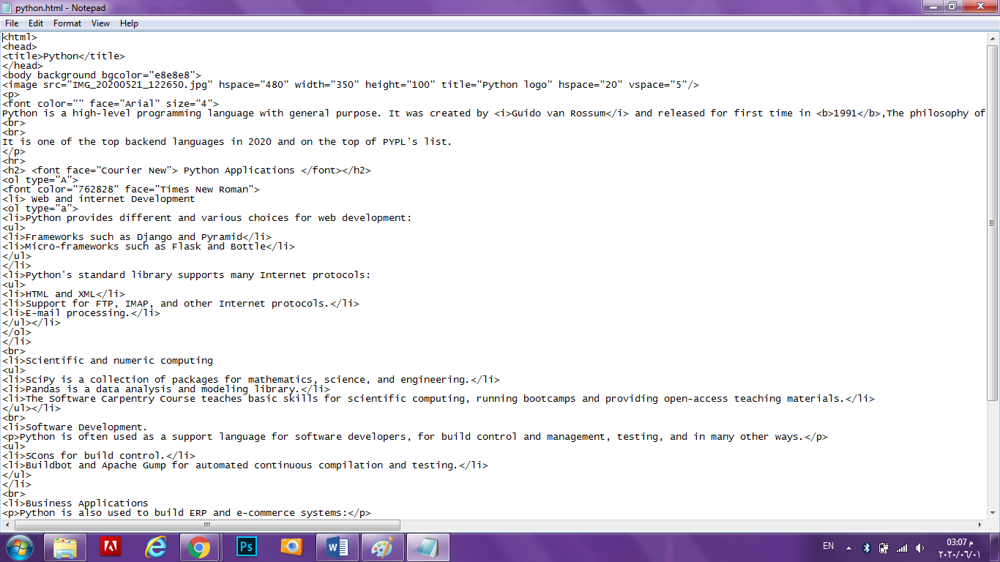 python.html - Notepad
File Edit Format View Help
<html>
<head>
<title>Python</title>
</head>
<body background bgcolor="e8e8e8">
<image src="IMG_20200521_122650.jpg" hspace="480" width="350" height="100" title="Python logo" hspace="20" vspace="5"/>
<p>
<font color="" face="Arial" size="4">
Python is a high-level programming language with general purpose. It was created by <i>Guido van Rossum</i> and released for first time in <b>1991</b>,The philosophy of
<br>
<br>
It is one of the top backend languages in 2020 and on the top of PYPL's list.
</p>
<hr>
<h2> <font face="Courier New"> Python Applications </font></h2>
<ol type="A">
<font color="762828" face="Times New Roman">
<li> Web and internet Development
<ol type="a">
<li>Python provides different and various choices for web development:
<ul>
<li>Frameworks such as Django and Pyramid</li>
<li>Micro-frameworks such as Flask and Bottle</li>
</ul>
</li>
<li>Python's standard library supports many Internet protocols:
<ul>
<li>HTML and XML</li>
<li>Support for FTP, IMAP, and other Internet protocols.</li>
<li>E-mail processing.</li>
</ul></li>
</ol>
</li>
<br>
<li>Scientific and numeric computing
<ul>
<li>SciPy is a collection of packages for mathematics, science, and engineering.</li>
<li>Pandas is a data analysis and modeling library.</li>
<li>The Software Carpentry Course teaches basic skills for scientific computing, running bootcamps and providing open-access teaching materials.</li>
</ul></li>
<br>
<li>Software Development.
<p>Python is often used as a support language for software developers, for build control and management, testing, and in many other ways.</p>
<ul>
<li>SCons for build control.</li>
<li>Buildbot and Apache Gump for automated continuous compilation and testing.</li>
</ul>
</li>
<br>
<li>Business Applications
<p>Python is also used to build ERP and e-commerce systems:</p>
Ps
W
EN
03:07 م
٢٠٢٠/٠٦/٠١